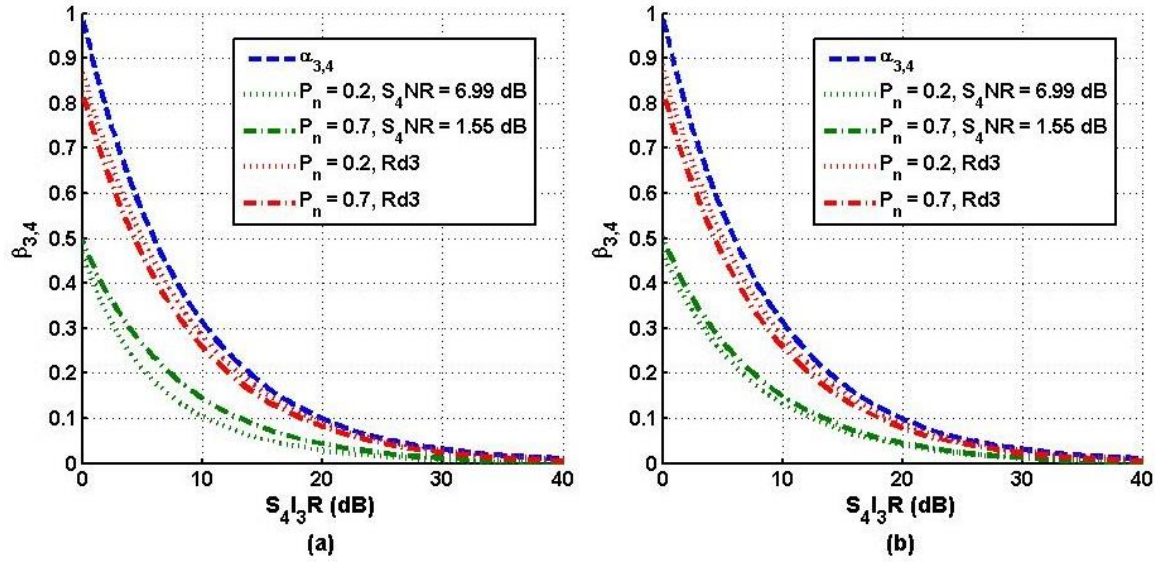 1
0.9
0.8
0.7
0.6
0.5
0.4
0.3
0.2
0.1
0
β3,4
α3,4
Pn = 0.2, S4NR = 6.99 dB
Pn = 0.7, S4NR = 1.55 dB
Pn = 0.2, Rd3
Pn = 0.7, Rd3
0 10 20 30 40
S4I3R (dB)
(a)
1
0.9
0.8
0.7
0.6
0.5
0.4
0.3
0.2
0.1
0
β3,4
α3,4
Pn = 0.2, S4NR = 6.99 dB
Pn = 0.7, S4NR = 1.55 dB
Pn = 0.2, Rd3
Pn = 0.7, Rd3
0 10 20 30 40
S4I3R (dB)
(b)